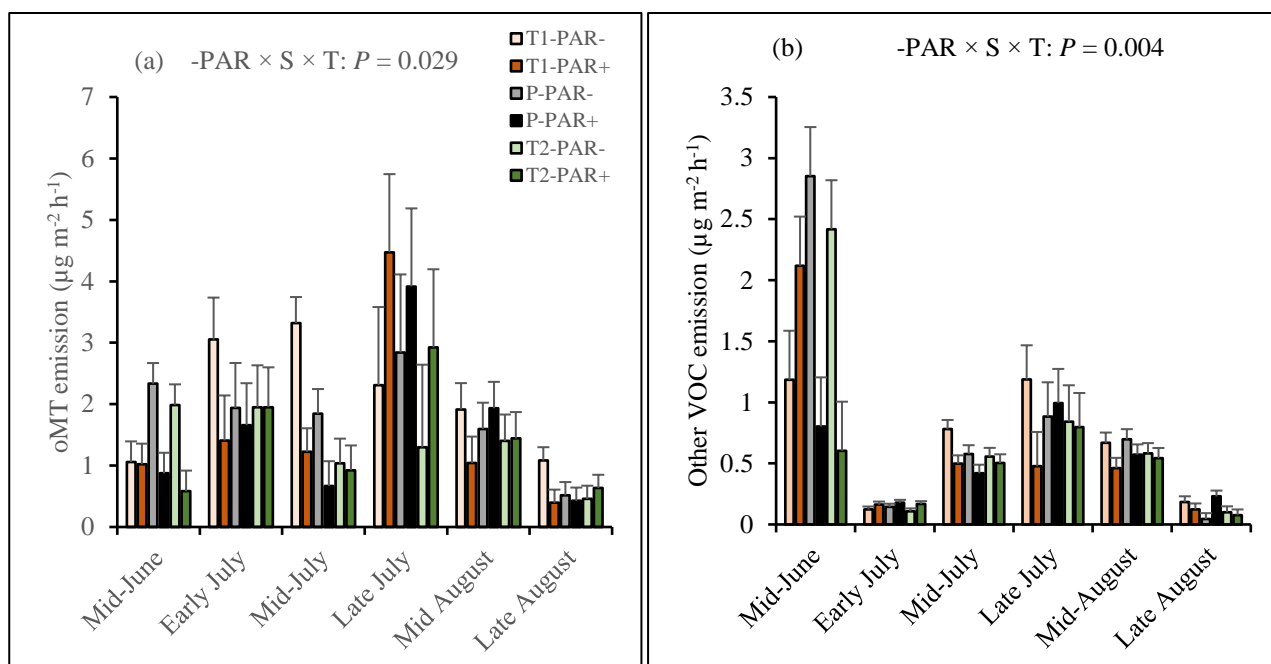 (a) -PAR × S × T: P = 0.029
T1-PAR-
T1-PAR+
P-PAR-
P-PAR+
T2-PAR-
T2-PAR+
oMT emission (µg m-2 h-1)
7
6
5
4
3
2
1
0
Mid-June
Early July
Mid-July
Late July
Mid August
Late August
(b) -PAR × S × T: P = 0.004
Other VOC emission (µg m-2 h-1)
3.5
3
2.5
2
1.5
1
0.5
0
Mid-June
Early July
Mid-July
Late July
Mid-August
Late August